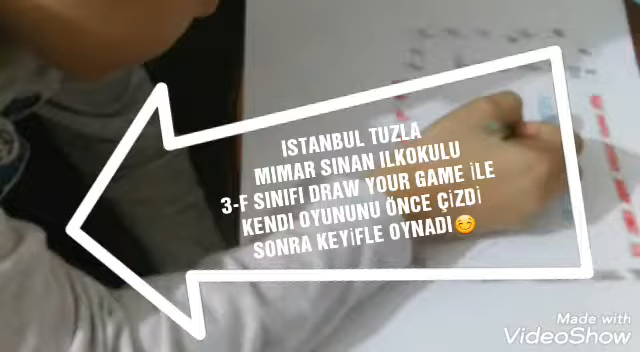 ISTANBUL TUZLA
MIMAR SINAN ILKOKULU
3-F SINIFI DRAW YOUR GAME İLE
KENDI OYUNUNU ÖNCE ÇİZDİ
SONRA KEYİFLE OYNADI😊
Made with
VideoShow